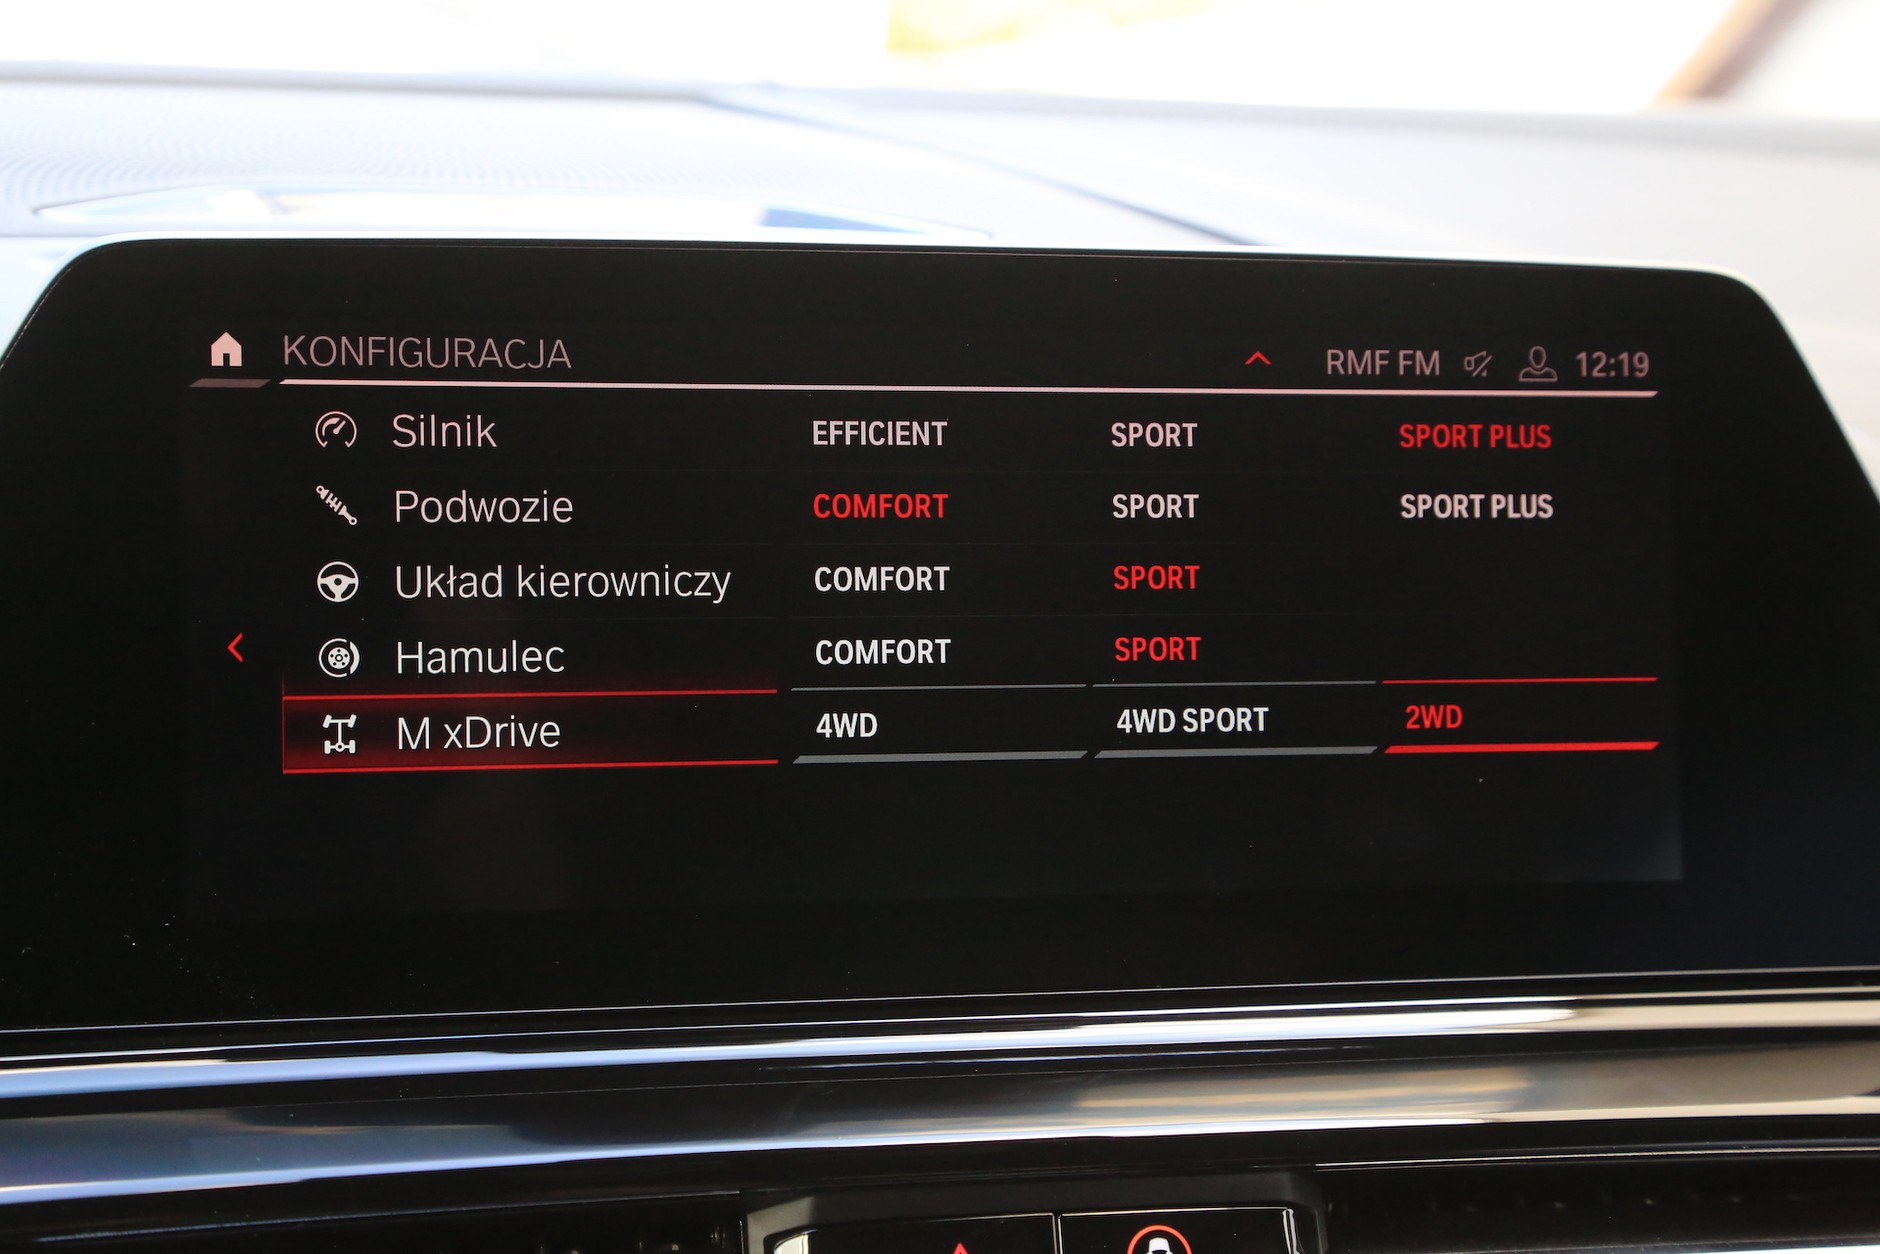 KONFIGURACJA RMF FM 12:19
Silnik EFFICIENT SPORT SPORT PLUS
Podwozie COMFORT SPORT SPORT PLUS
Układ kierowniczy COMFORT SPORT
Hamulec COMFORT SPORT
M xDrive 4WD 4WD SPORT 2WD